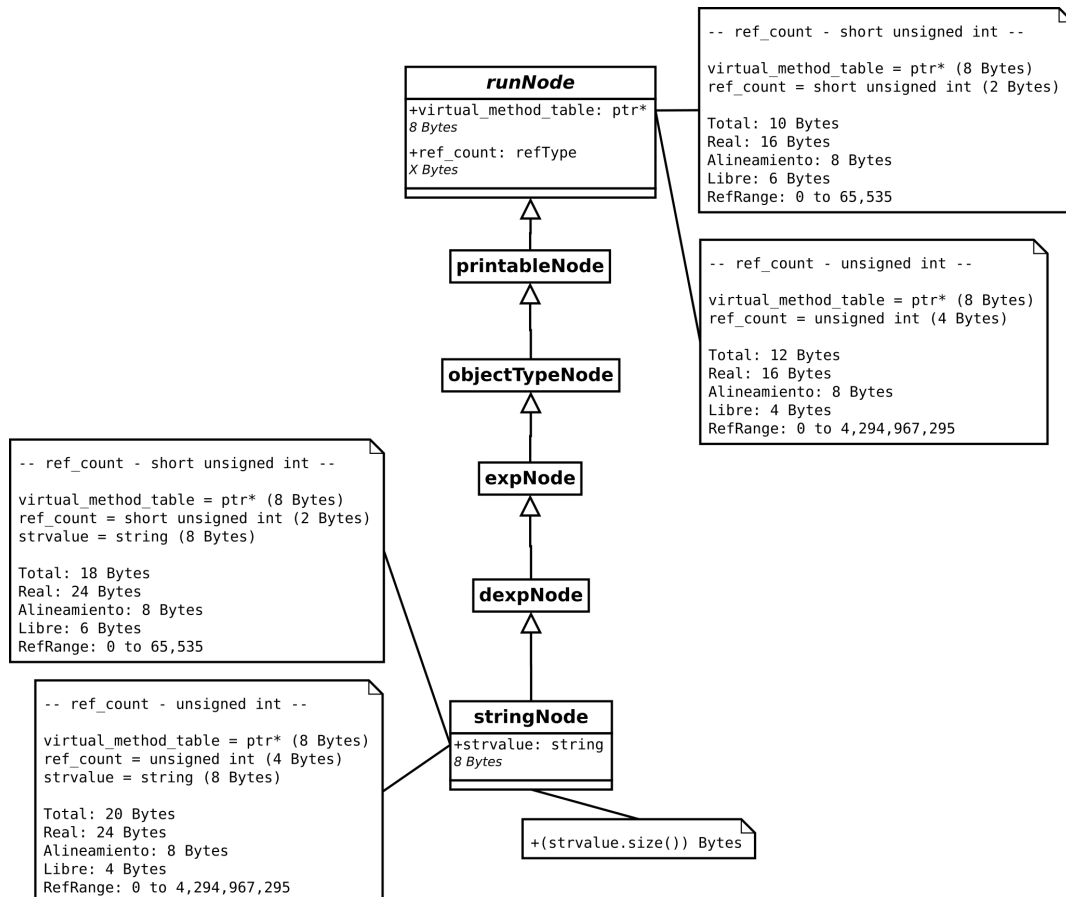 -- ref_count - short unsigned int --
virtual_method_table = ptr* (8 Bytes)
ref_count = short unsigned int (2 Bytes)
Total: 10 Bytes
Real: 16 Bytes
Alineamiento: 8 Bytes
Libre: 6 Bytes
RefRange: 0 to 65,535
runNode
+virtual_method_table: ptr*
8 Bytes
+ref_count: refType
X Bytes
printableNode
-- ref_count - unsigned int --
virtual_method_table = ptr* (8 Bytes)
ref_count = unsigned int (4 Bytes)
Total: 12 Bytes
Real: 16 Bytes
Alineamiento: 8 Bytes
Libre: 4 Bytes
RefRange: 0 to 4,294,967,295
objectTypeNode
expNode
-- ref_count - short unsigned int --
virtual_method_table = ptr* (8 Bytes)
ref_count = short unsigned int (2 Bytes)
strvalue = string (8 Bytes)
Total: 18 Bytes
Real: 24 Bytes
Alineamiento: 8 Bytes
Libre: 6 Bytes
RefRange: 0 to 65,535
dexpNode
-- ref_count - unsigned int --
virtual_method_table = ptr* (8 Bytes)
ref_count = unsigned int (4 Bytes)
strvalue = string (8 Bytes)
Total: 20 Bytes
Real: 24 Bytes
Alineamiento: 8 Bytes
Libre: 4 Bytes
RefRange: 0 to 4,294,967,295
stringNode
+strvalue: string
8 Bytes
+(strvalue.size()) Bytes